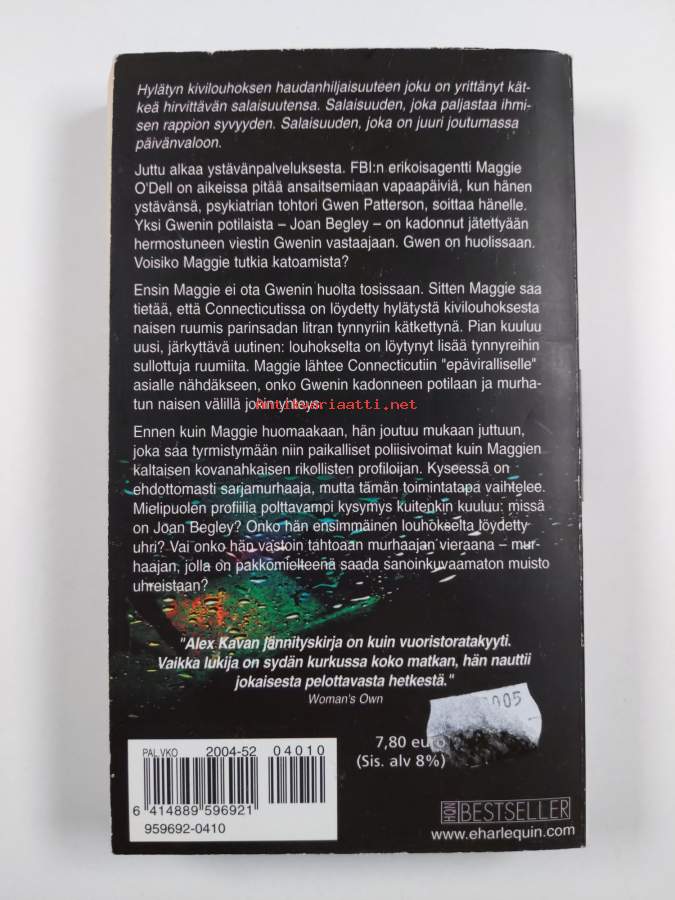 Hylätyn kivilouhoksen haudanhiljaisuuteen joku on yrittänyt kät-
keä hirvittävän salaisuutensa. Salaisuuden, joka paljastaa ihmi-
sen rappion syvyyden. Salaisuuden, joka on juuri joutumassa
päivänvaloon.
Juttu alkaa ystävänpalveluksesta. FBI:n erikoisagentti Maggie
O'Dell on aikeissa pitää ansaitsemiaan vapaapäiviä, kun hänen
ystävänsä, psykiatrian tohtori Gwen Patterson, soittaa hänelle.
Yksi Gwenin potilaista – Joan Begley – on kadonnut jätettyään
hermostuneen viestin Gwenin vastaajaan. Gwen on huolissaan.
Voisiko Maggie tutkia katoamista?
Ensin Maggie ei ota Gwenin huolta tosissaan. Sitten Maggie saa
tietää, että Connecticutissa on löydetty hylätystä kivilouhoksesta
naisen ruumis parinsadan litran tynnyriin kätkettynä. Pian kuuluu
uusi, järkyttävä uutinen: louhokselta on löytynyt lisää tynnyreihin
sullottuja ruumiita. Maggie lähtee Connecticutiin "epäviralliselle"
asialle nähdäkseen, onko Gwenin kadonneen potilaan ja murha-
tun naisen välillä jokin yhteys.
Antikvariaatti.net
Ennen kuin Maggie huomaakaan, hän joutuu mukaan juttuun,
joka saa tyrmistymään niin paikalliset poliisivoimat kuin Maggien
kaltaisen kovanahkaisen rikollisten profiloijan. Kyseessä on
ehdottomasti sarjamurhaaja, mutta tämän toimintatapa vaihtelee.
Mielipuolen profiilia polttavampi kysymys kuitenkin kuuluu: missä
on Joan Begley? Onko hän ensimmäinen louhokselta löydetty
uhri? Vai onko hän vastoin tahtoaan murhaajan vieraana – mur-
haajan, jolla on pakkomielteenä saada sanoinkuvaamaton muisto
uhreistaan?
"Alex Kavan jännityskirja on kuin vuoristoratakyyti.
Vaikka lukija on sydän kurkussa koko matkan, hän nauttii
jokaisesta pelottavasta hetkestä."
Woman's Own
005
7,80 euro
(Sis. alv 8%)
PAL.VKO 2004-52 04010
6 414889 596921
959692-0410
HQN BESTSELLER
www.eharlequin.com